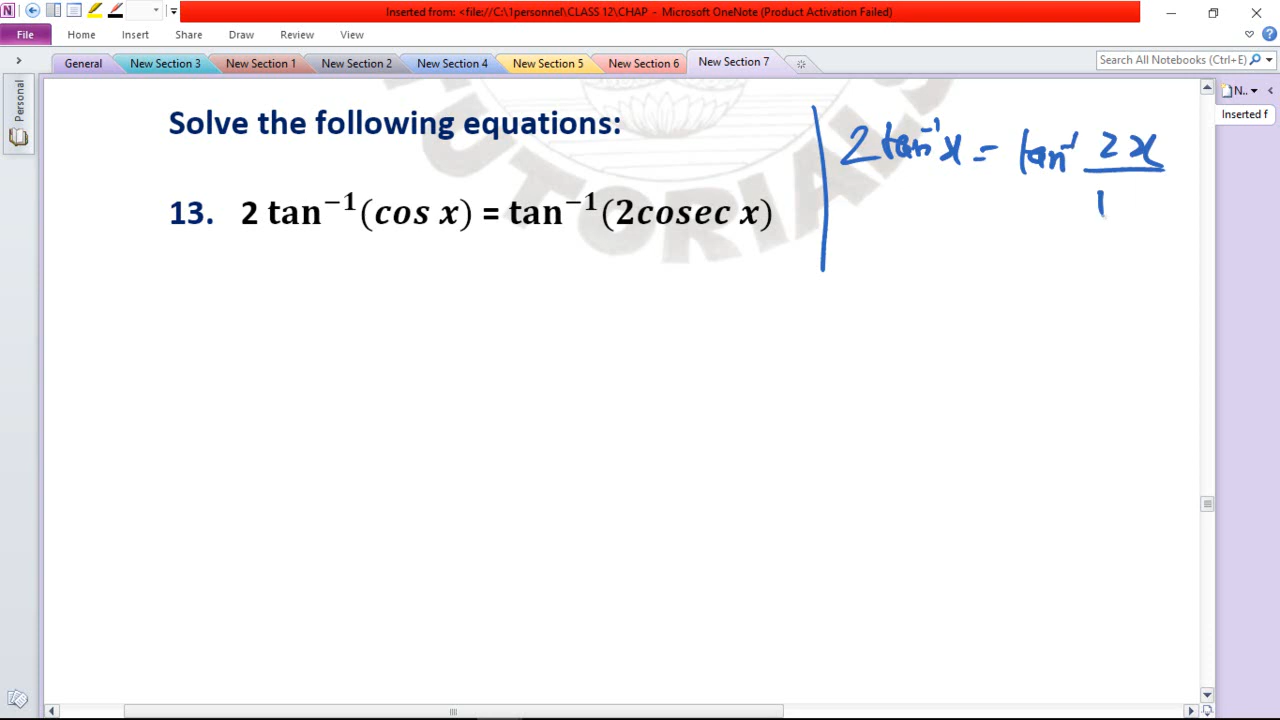 Inserted from: <file://C:\1personnel\CLASS 12\CHAP - Microsoft OneNote (Product Activation Failed)
File Home Insert Share Draw Review View
General New Section 3 New Section 1 New Section 2 New Section 4 New Section 5 New Section 6 New Section 7
Search All Notebooks (Ctrl+E)
N..
Personal
Inserted f
TUTORIALS
Solve the following equations:
2 tan⁻¹x = tan⁻¹ 2x / 1
13. 2 tan⁻¹(cos x) = tan⁻¹(2cosec x)